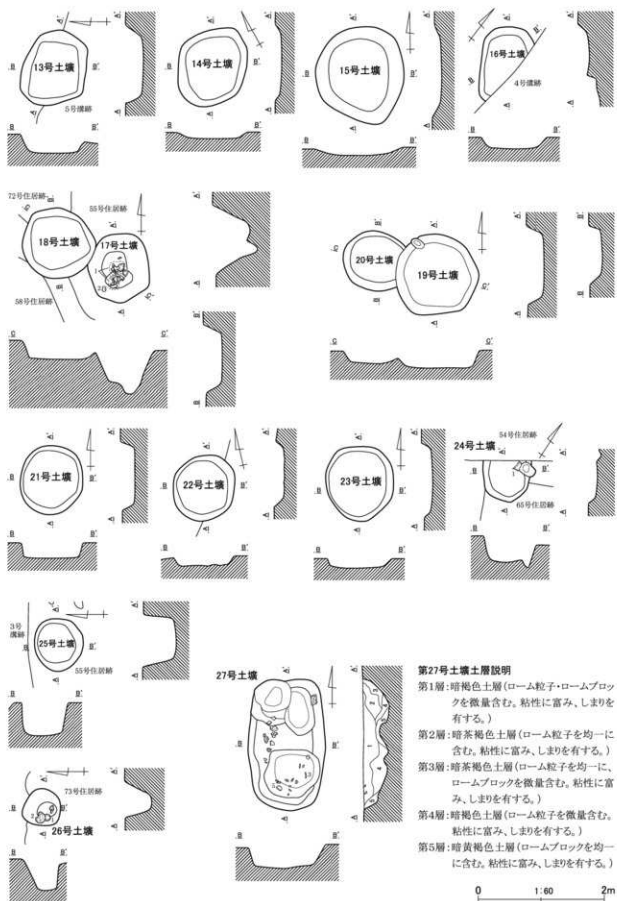 13号土壙
5号溝跡
14号土壙
15号土壙
16号土壙
4号溝跡
A A'
B B'
72号住居跡
55号住居跡
18号土壙
17号土壙
1
2
58号住居跡
C C'
20号土壙
19号土壙
21号土壙
22号土壙
23号土壙
24号土壙
54号住居跡
1
65号住居跡
3号
溝跡
25号土壙
55号住居跡
73号住居跡
26号土壙
27号土壙
第27号土壙土層説明
第1層:暗褐色土層(ローム粒子・ロームブロッ
クを微量含む。粘性に富み、しまりを
有する。)
第2層:暗茶褐色土層(ローム粒子を均一に
含む。粘性に富み、しまりを有する。)
第3層:暗茶褐色土層(ローム粒子を均一に、
ロームブロックを微量含む。粘性に富
み、しまりを有する。)
第4層:暗褐色土層(ローム粒子を微量含む。
粘性に富み、しまりを有する。)
第5層:暗黄褐色土層(ロームブロックを均一
に含む。粘性に富み、しまりを有する。)
0 1:60 2m